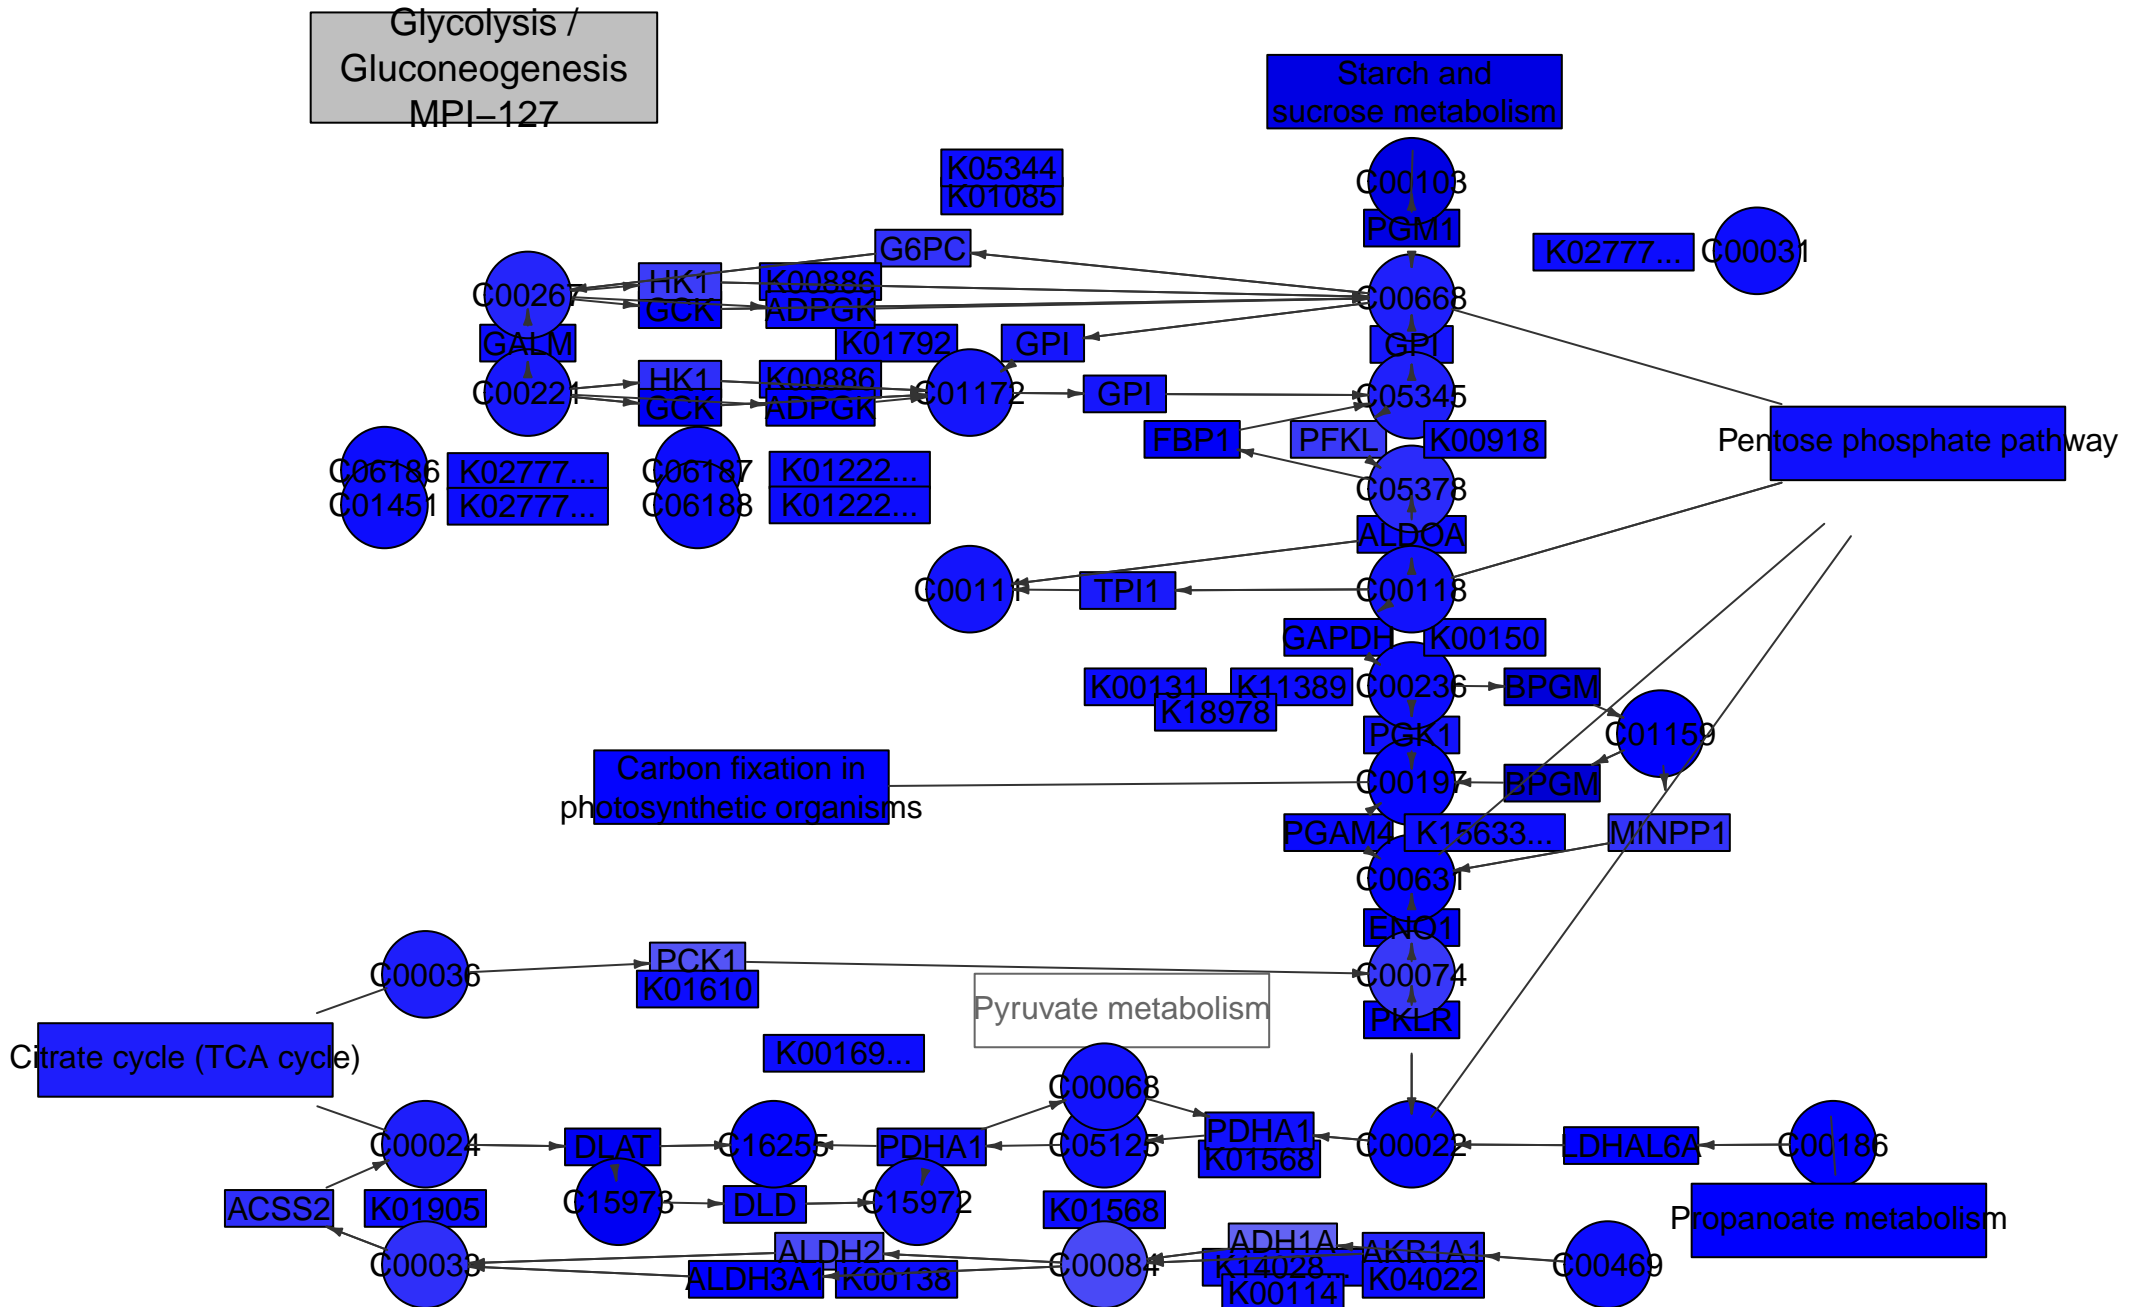 Glycolysis /
Gluconeogenesis
MPI−127
Starch and
sucrose metabolism
K05344
K01085
C00103
PGM1
G6PC
K02777...
C00031
HK1
K00886
C00267
C00668
GCK
ADPGK
GALM
K01792
GPI
GPI
HK1
K00886
C00221
C01172
GPI
C05345
GCK
ADPGK
FBP1
PFKL
K00918
Pentose phosphate pathway
C06186
K02777...
C06187
K01222...
C05378
C01451
K02777...
C06188
K01222...
ALDOA
C00111
TPI1
C00118
GAPDH
K00150
K00131
K11389
C00236
BPGM
K18978
PGK1
C01159
Carbon fixation in
photosynthetic organisms
C00197
BPGM
PGAM4
K15633...
MINPP1
C00631
ENO1
C00036
PCK1
K01610
C00074
Pyruvate metabolism
PKLR
Citrate cycle (TCA cycle)
K00169...
C00068
C00024
DLAT
C16255
PDHA1
C05125
PDHA1
K01568
C00022
LDHAL6A
C00186
ACSS2
K01905
C15973
DLD
C15972
K01568
Propanoate metabolism
C00033
ALDH2
ALDH3A1
K00138
C00084
ADH1A
K14028...
K00114
AKR1A1
K04022
C00469